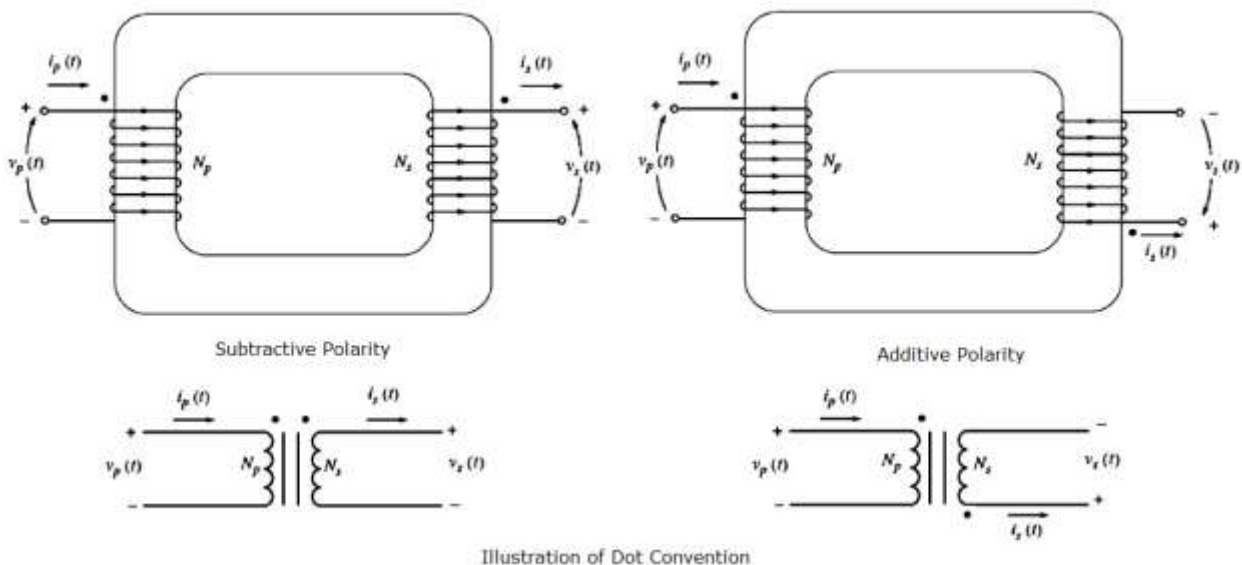 i_p(t)
i_s(t)
+
+
v_p(t)
N_p
N_s
v_s(t)
−
−
Subtractive Polarity
i_p(t)
+
−
v_p(t)
N_p
N_s
v_s(t)
−
+
i_s(t)
Additive Polarity
i_p(t)
i_s(t)
+
+
v_p(t)
N_p
N_s
v_s(t)
−
−
i_p(t)
+
−
v_p(t)
N_p
N_s
v_s(t)
−
+
i_s(t)
Illustration of Dot Convention